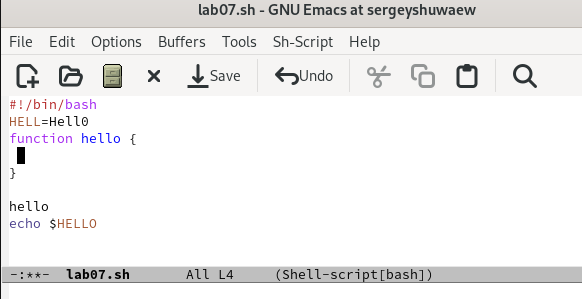 lab07.sh - GNU Emacs at sergeyshuwaew
File Edit Options Buffers Tools Sh-Script Help
Save Undo
#!/bin/bash
HELL=Hell0
function hello {
}
hello
echo $HELLO
-:**- lab07.sh All L4 (Shell-script[bash])